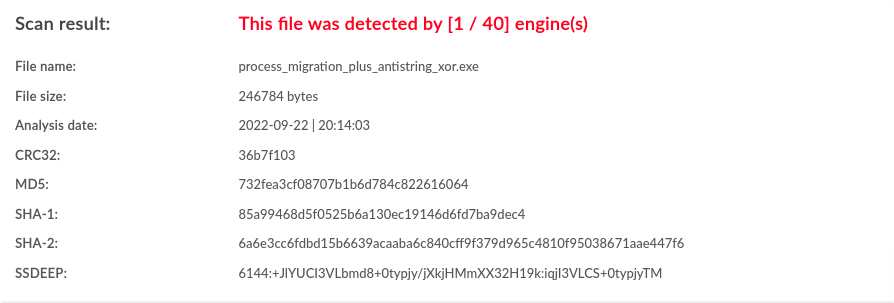 Scan result: This file was detected by [1 / 40] engine(s)
File name: process_migration_plus_antistring_xor.exe
File size: 246784 bytes
Analysis date: 2022-09-22 | 20:14:03
CRC32: 36b7f103
MD5: 732fea3cf08707b1b6d784c822616064
SHA-1: 85a99468d5f0525b6a130ec19146d6fd7ba9dec4
SHA-2: 6a6e3cc6fdbd15b6639acaaba6c840cff9f379d965c4810f95038671aae447f6
SSDEEP: 6144:+JlYUCI3VLbmd8+0typjy/jXkjHMmXX32H19k:iqjI3VLCS+0typjyTM